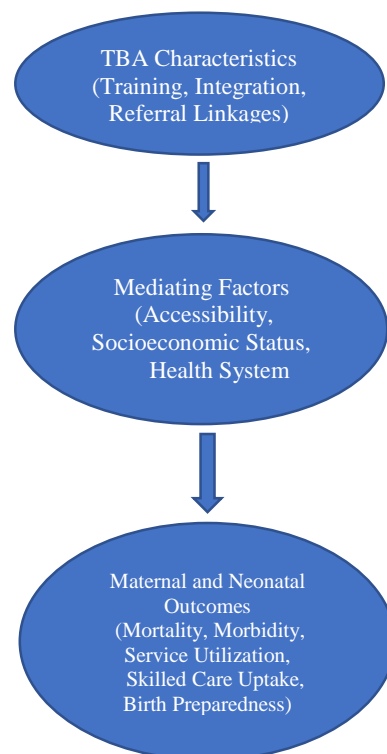 TBA Characteristics
(Training, Integration,
Referral Linkages)
Mediating Factors
(Accessibility,
Socioeconomic Status,
Health System
Maternal and Neonatal
Outcomes
(Mortality, Morbidity,
Service Utilization,
Skilled Care Uptake,
Birth Preparedness)